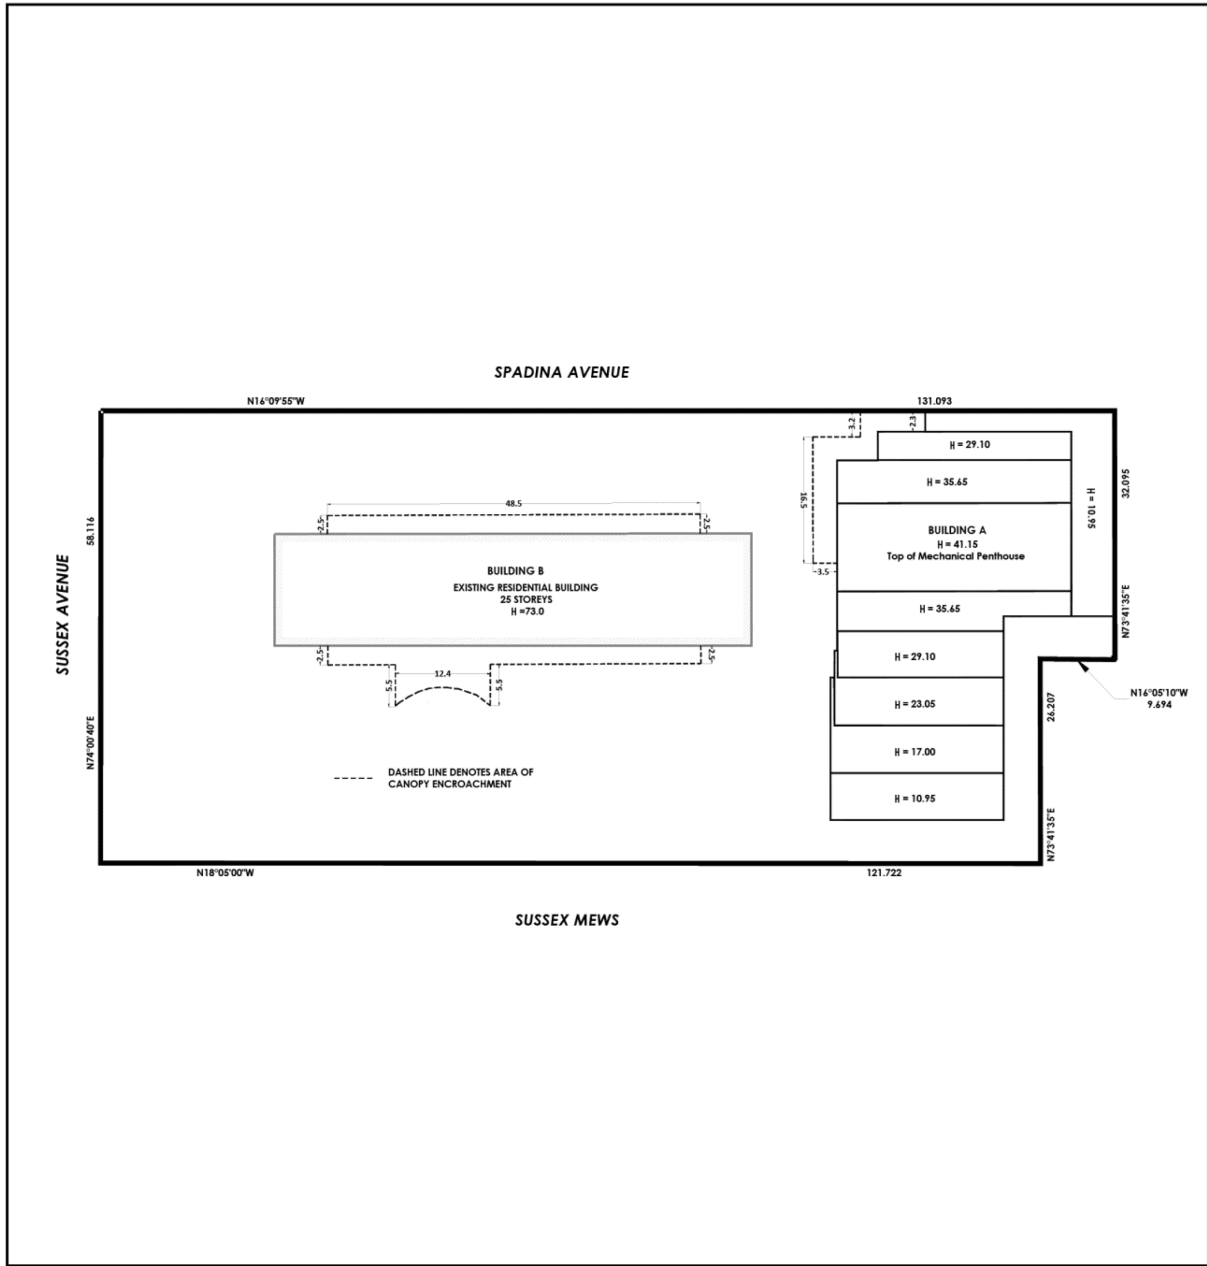 SPADINA AVENUE
N16°09'55"W
131.093
3.2
2.3
H = 29.10
H = 35.65
32.095
H = 10.95
16.5
48.5
2.5
2.5
58.116
BUILDING A
H = 41.15
Top of Mechanical Penthouse
3.5
BUILDING B
EXISTING RESIDENTIAL BUILDING
25 STOREYS
H =73.0
SUSSEX AVENUE
H = 35.65
N73°41'35"E
2.5
2.5
H = 29.10
12.4
5.5
5.5
N16°05'10"W
9.694
26.207
H = 23.05
N74°00'40"E
H = 17.00
DASHED LINE DENOTES AREA OF
CANOPY ENCROACHMENT
H = 10.95
N73°41'35"E
N18°05'00"W
121.722
SUSSEX MEWS